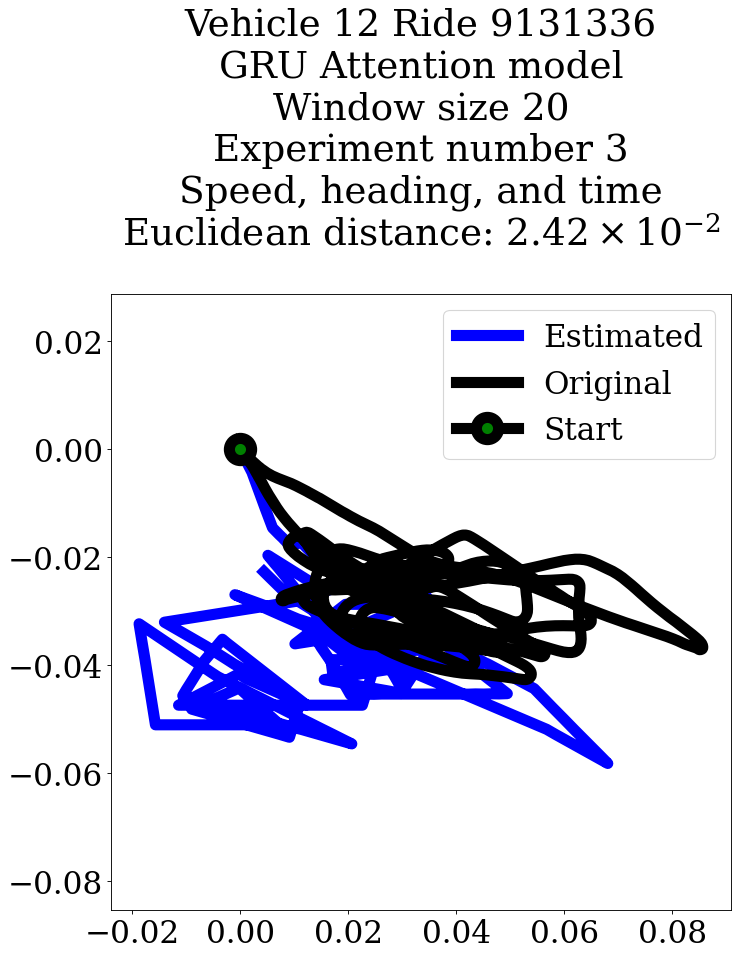 Vehicle 12 Ride 9131336
GRU Attention model
Window size 20
Experiment number 3
Speed, heading, and time
Euclidean distance: 2.42 × 10⁻²
Estimated
Original
Start
0.02
0.00
−0.02
−0.04
−0.06
−0.08
−0.02 0.00 0.02 0.04 0.06 0.08